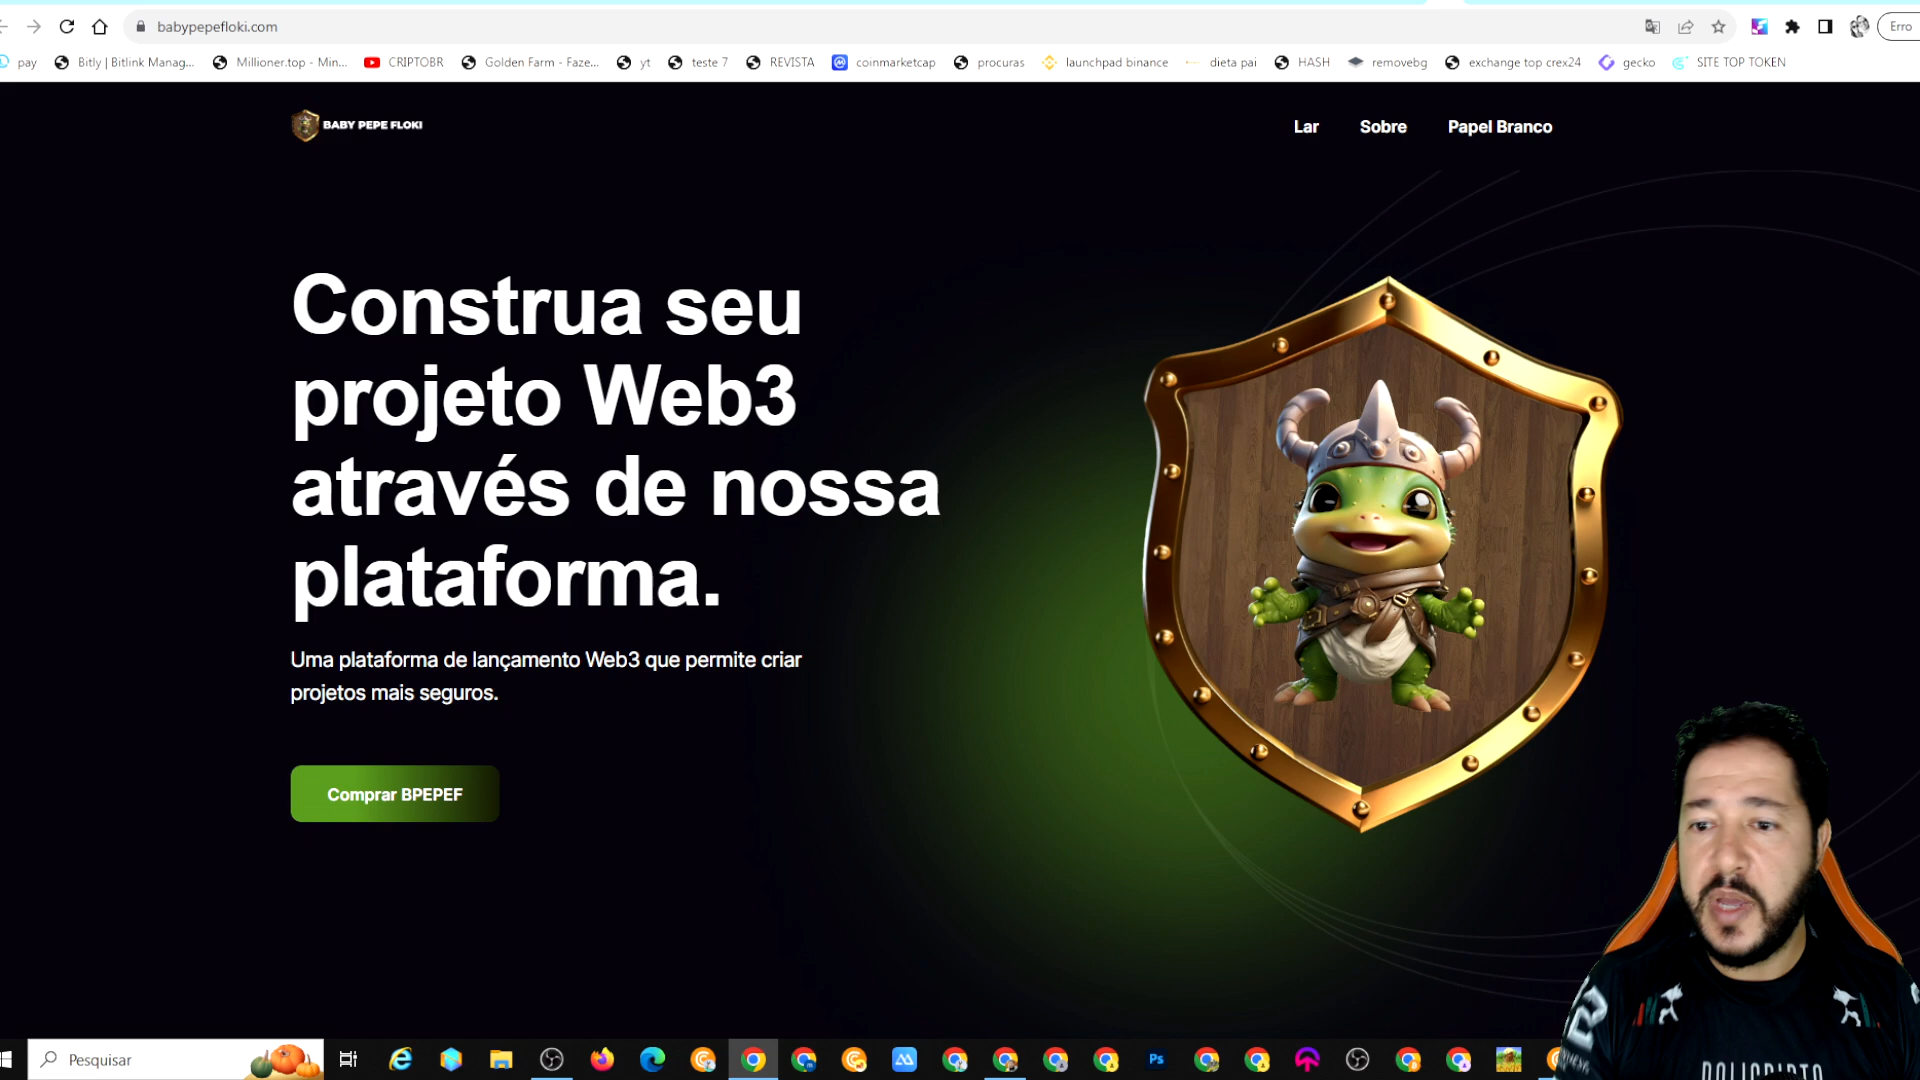 babypepefloki.com
Erro
pay
Bitly | Bitlink Manag...
Millioner.top - Min...
CRIPTOBR
Golden Farm - Faze...
yt
teste 7
REVISTA
coinmarketcap
procuras
launchpad binance
dieta pai
HASH
removebg
exchange top crex24
gecko
SITE TOP TOKEN
BABY PEPE FLOKI
Lar
Sobre
Papel Branco
Construa seu
projeto Web3
através de nossa
plataforma.
Uma plataforma de lançamento Web3 que permite criar
projetos mais seguros.
Comprar BPEPEF
Pesquisar
Ps